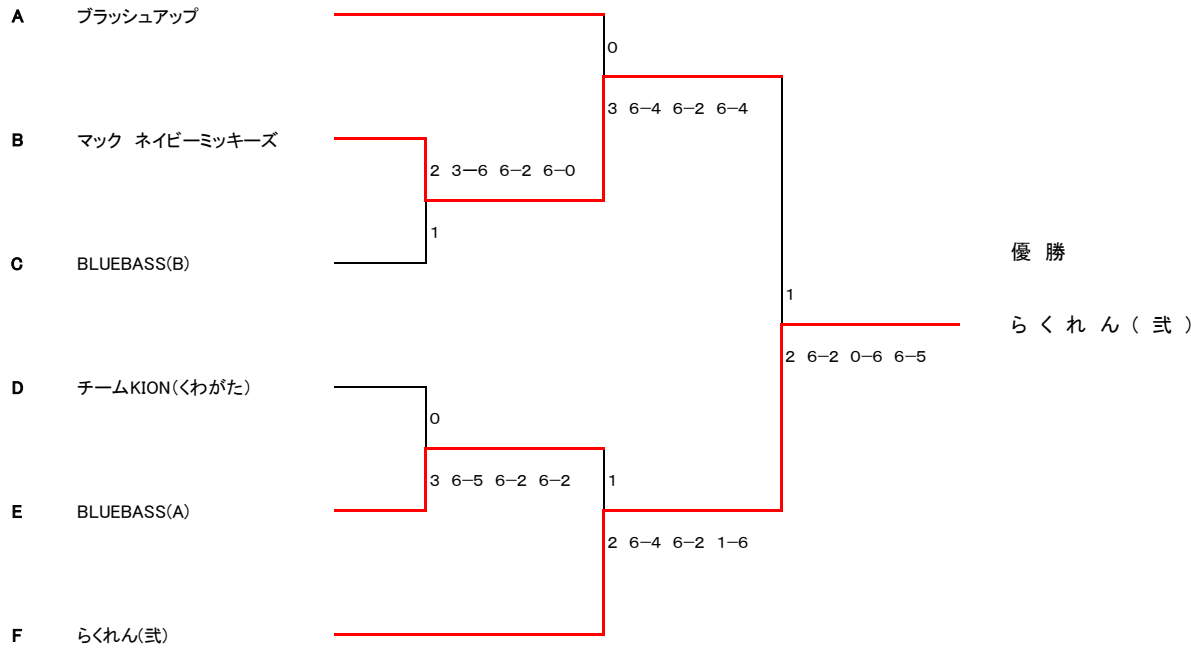 A ブラッシュアップ
0
3 6-4 6-2 6-4
B マック ネイビーミッキーズ
2 3ー6 6-2 6-0
1
C BLUEBASS(B)
優 勝
1
ら く れ ん ( 弐 )
2 6-2 0-6 6-5
D チームKION(くわがた)
0
3 6-5 6-2 6-2
1
E BLUEBASS(A)
2 6-4 6-2 1-6
F らくれん(弐)